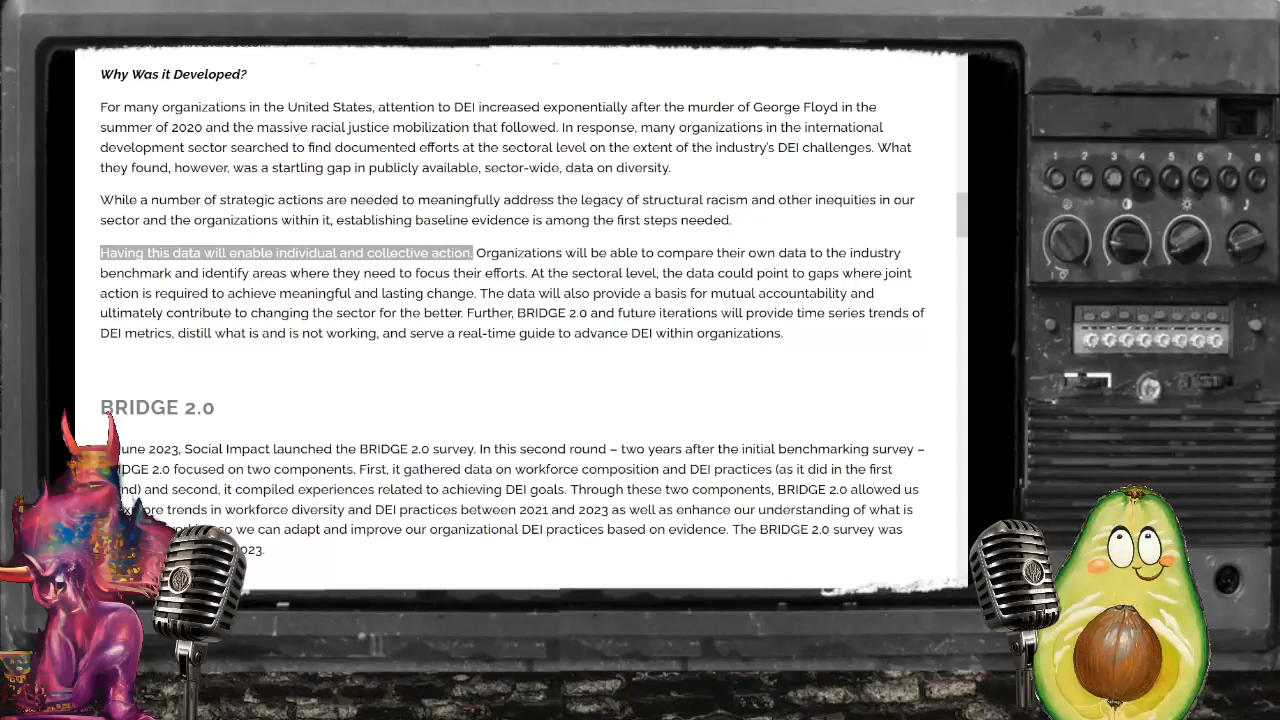 Why Was it Developed?
For many organizations in the United States, attention to DEI increased exponentially after the murder of George Floyd in the
summer of 2020 and the massive racial justice mobilization that followed. In response, many organizations in the international
development sector searched to find documented efforts at the sectoral level on the extent of the industry's DEI challenges. What
they found, however, was a startling gap in publicly available, sector-wide, data on diversity.
While a number of strategic actions are needed to meaningfully address the legacy of structural racism and other inequities in our
sector and the organizations within it, establishing baseline evidence is among the first steps needed.
Having this data will enable individual and collective action. Organizations will be able to compare their own data to the industry
benchmark and identify areas where they need to focus their efforts. At the sectoral level, the data could point to gaps where joint
action is required to achieve meaningful and lasting change. The data will also provide a basis for mutual accountability and
ultimately contribute to changing the sector for the better. Further, BRIDGE 2.0 and future iterations will provide time series trends of
DEI metrics, distill what is and is not working, and serve a real-time guide to advance DEI within organizations.
BRIDGE 2.0
June 2023, Social Impact launched the BRIDGE 2.0 survey. In this second round – two years after the initial benchmarking survey –
DGE 2.0 focused on two components. First, it gathered data on workforce composition and DEI practices (as it did in the first
nd) and second, it compiled experiences related to achieving DEI goals. Through these two components, BRIDGE 2.0 allowed us
ore trends in workforce diversity and DEI practices between 2021 and 2023 as well as enhance our understanding of what is
so we can adapt and improve our organizational DEI practices based on evidence. The BRIDGE 2.0 survey was
023.
1 2 3 4 5 6 7 8